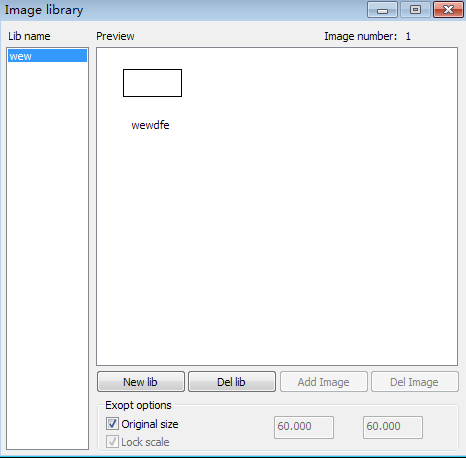 Image library
Lib name
Preview
Image number: 1
wew
wewdfe
New lib
Del lib
Add Image
Del Image
Exopt options
Original size
60.000
60.000
Lock scale